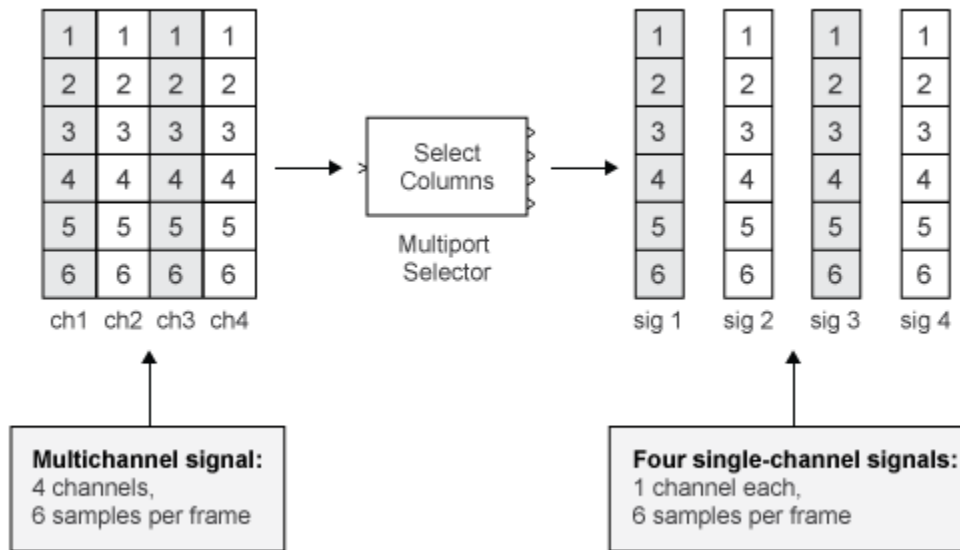 1 1 1 1 1 1 1 1
2 2 2 2 2 2 2 2
3 3 3 3 3 3 3 3
4 4 4 4 4 4 4 4
5 5 5 5 5 5 5 5
6 6 6 6 6 6 6 6
Select
Columns
Multiport
Selector
ch1 ch2 ch3 ch4
sig 1 sig 2 sig 3 sig 4
Multichannel signal:
4 channels,
6 samples per frame
Four single-channel signals:
1 channel each,
6 samples per frame